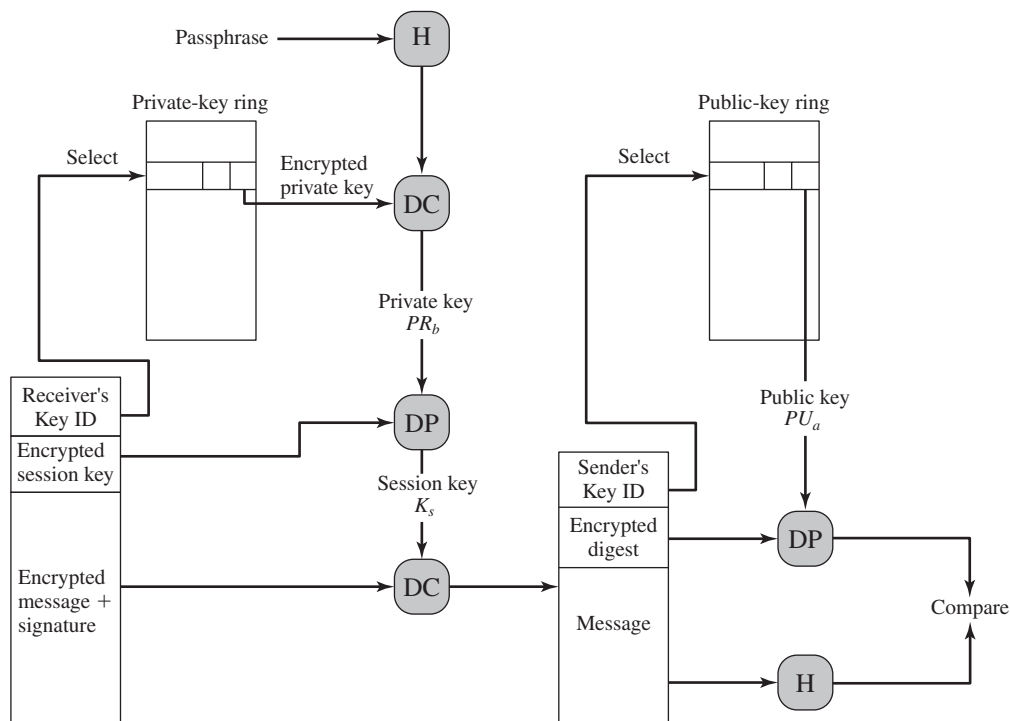 Passphrase
H
Private-key ring
Public-key ring
Select
Encrypted
private key
DC
Select
Private key
PR_b
Receiver's
Key ID
Encrypted
session key
DP
Session key
K_s
Encrypted
message +
signature
DC
Public key
PU_a
Sender's
Key ID
Encrypted
digest
DP
Message
Compare
H